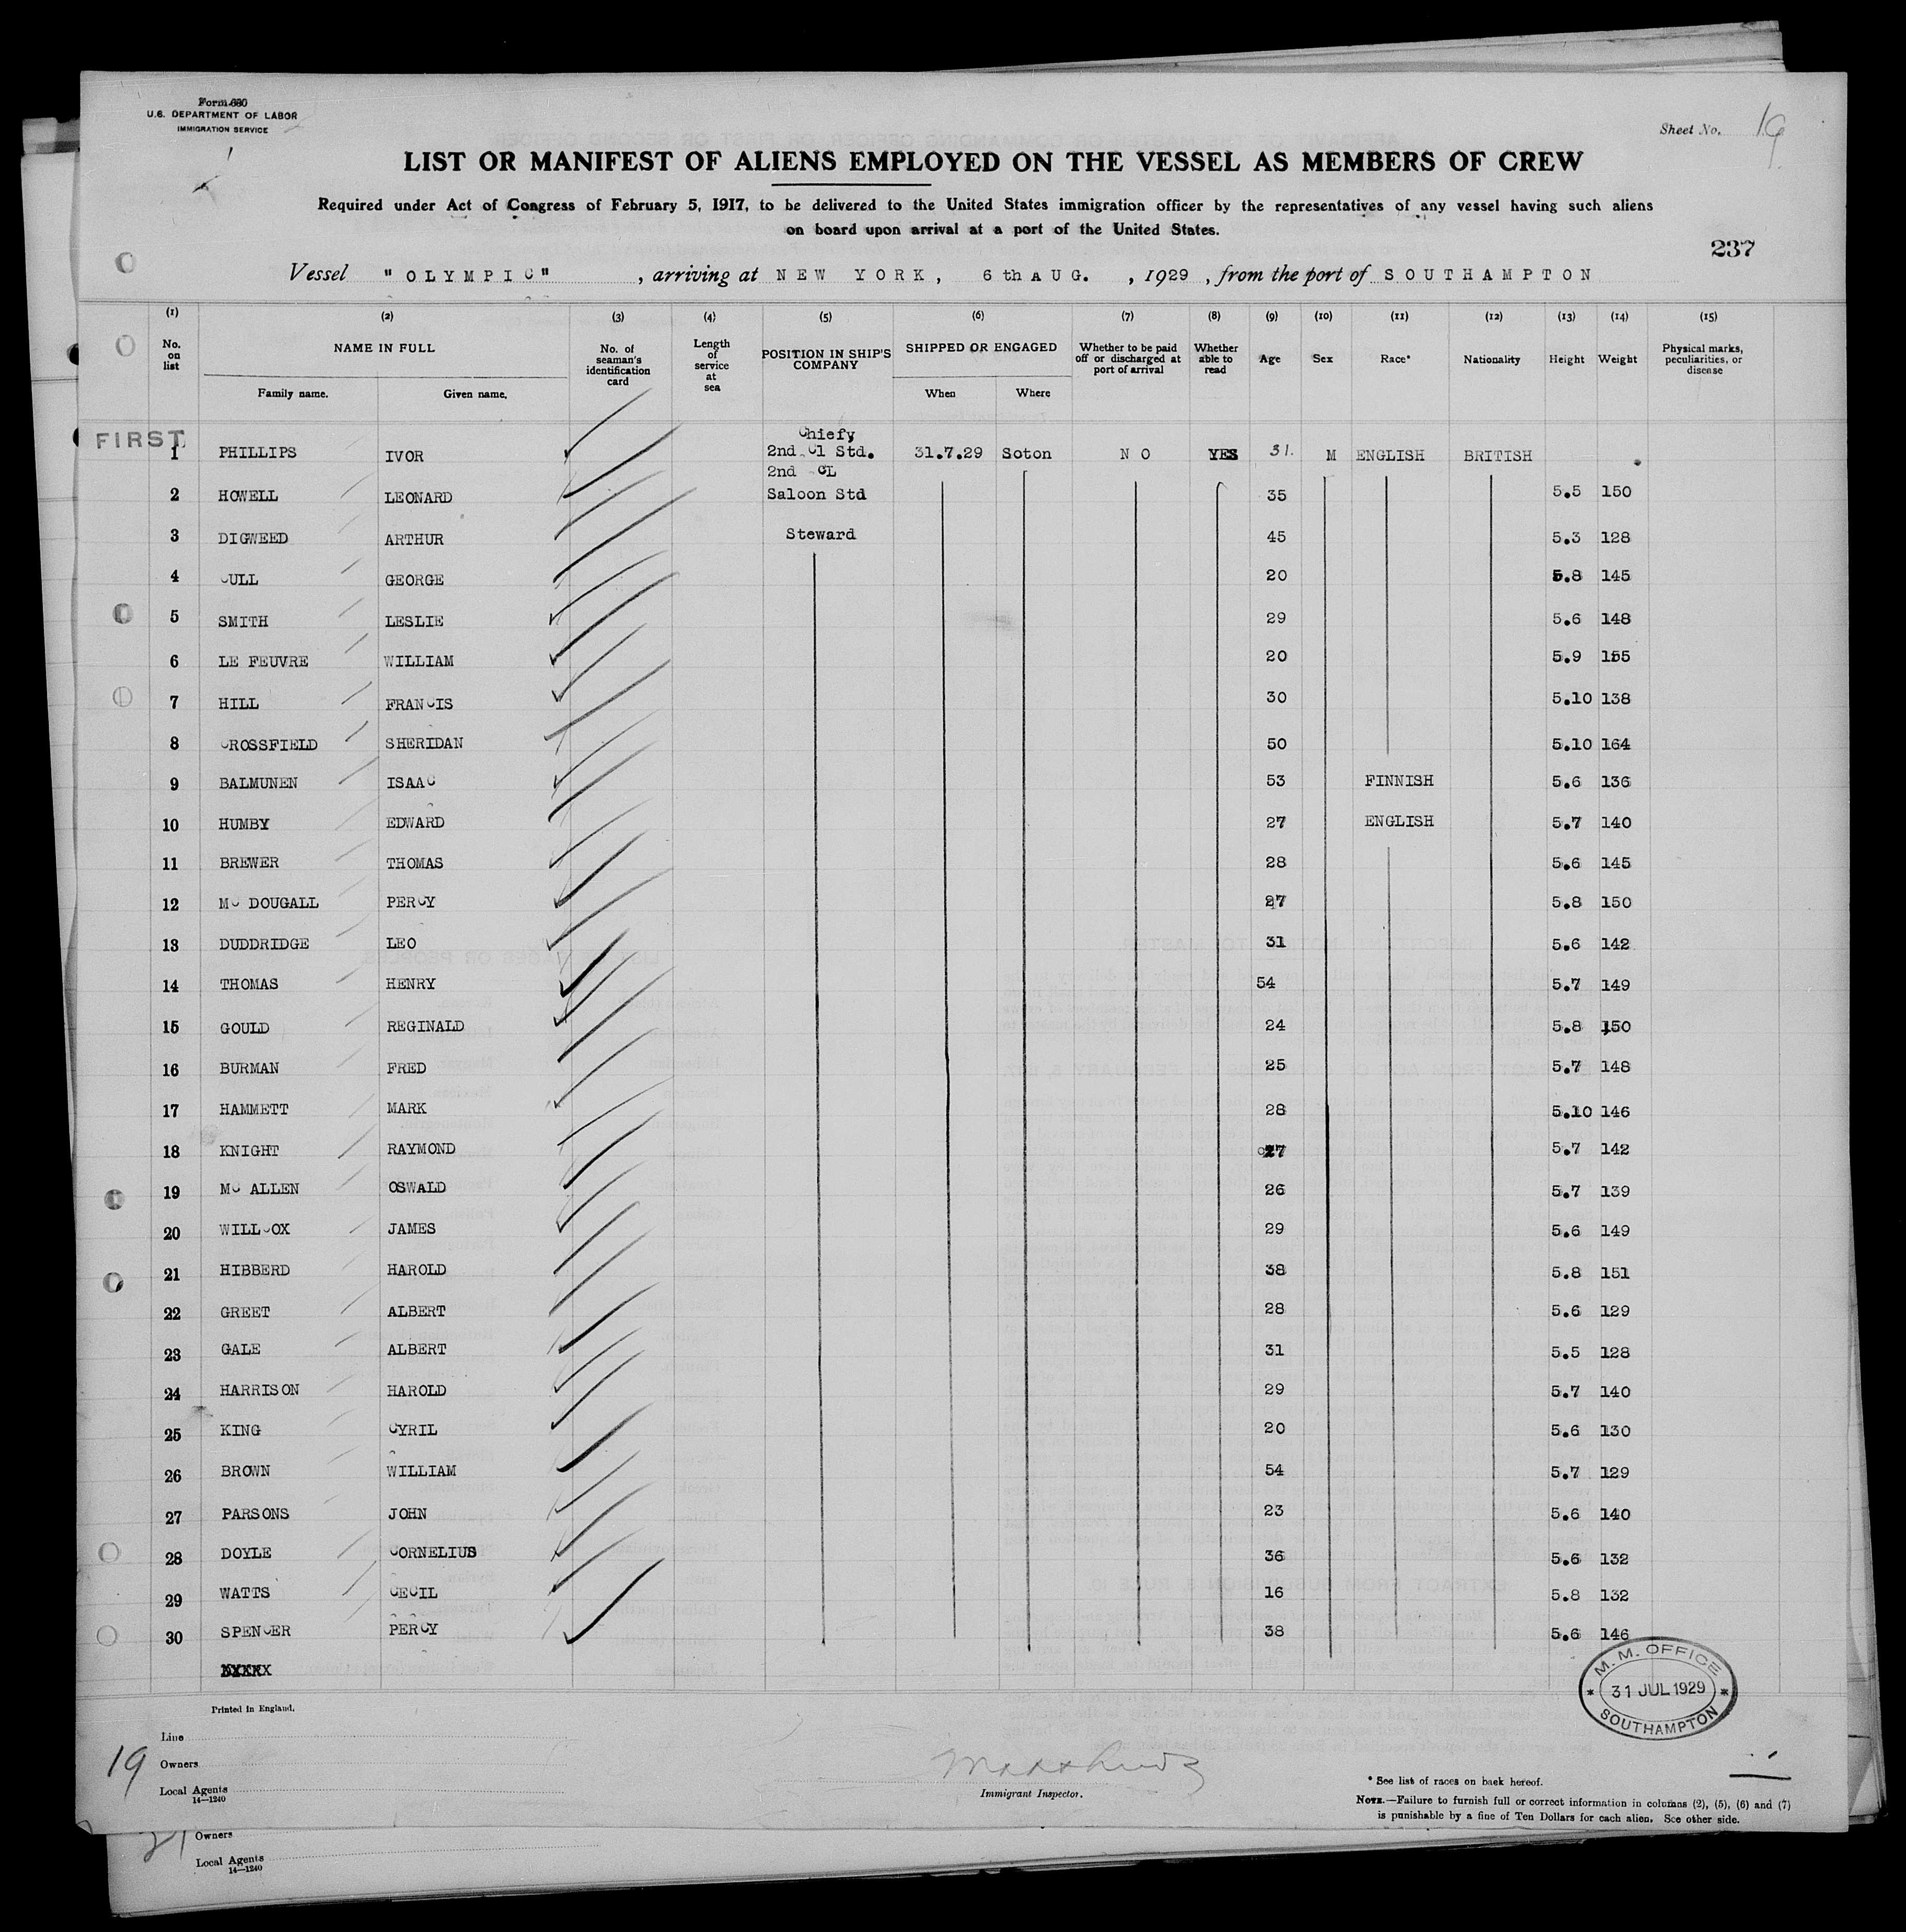 Form 680
U.S. DEPARTMENT OF LABOR
IMMIGRATION SERVICE
Sheet No. 19
LIST OR MANIFEST OF ALIENS EMPLOYED ON THE VESSEL AS MEMBERS OF CREW
Required under Act of Congress of February 5, 1917, to be delivered to the United States immigration officer by the representatives of any vessel having such aliens
on board upon arrival at a port of the United States.
237
Vessel "OLYMPIC", arriving at NEW YORK, 6th AUG., 1929, from the port of SOUTHAMPTON
(1) (2) (3) (4) (5) (6) (7) (8) (9) (10) (11) (12) (13) (14) (15)
No. on list NAME IN FULL Family name. Given name. No. of seaman's identification card Length of service at sea POSITION IN SHIP'S COMPANY SHIPPED OR ENGAGED When Where Whether to be paid off or discharged at port of arrival Whether able to read Age Sex Race* Nationality Height Weight Physical marks, peculiarities, or disease
FIRST
1 PHILLIPS IVOR Chiefy 2nd Cl Std. 31.7.29 Soton NO YES 31. M ENGLISH BRITISH
2 HOWELL LEONARD 2nd CL Saloon Std 35 5.5 150
3 DIGWEED ARTHUR Steward 45 5.3 128
4 CULL GEORGE 20 5.8 145
5 SMITH LESLIE 29 5.6 148
6 LE FEUVRE WILLIAM 20 5.9 155
7 HILL FRANCIS 30 5.10 138
8 CROSSFIELD SHERIDAN 50 5.10 164
9 BALMUNEN ISAAC 53 FINNISH 5.6 136
10 HUMBY EDWARD 27 ENGLISH 5.7 140
11 BREWER THOMAS 28 5.6 145
12 MC DOUGALL PERCY 27 5.8 150
13 DUDDRIDGE LEO 31 5.6 142
14 THOMAS HENRY 54 5.7 149
15 GOULD REGINALD 24 5.8 150
16 BURMAN FRED 25 5.7 148
17 HAMMETT MARK 28 5.10 146
18 KNIGHT RAYMOND 27 5.7 142
19 MC ALLEN OSWALD 26 5.7 139
20 WILLCOX JAMES 29 5.6 149
21 HIBBERD HAROLD 38 5.8 151
22 GREET ALBERT 28 5.6 129
23 GALE ALBERT 31 5.5 128
24 HARRISON HAROLD 29 5.7 140
25 KING CYRIL 20 5.6 130
26 BROWN WILLIAM 54 5.7 129
27 PARSONS JOHN 23 5.6 140
28 DOYLE CORNELIUS 36 5.6 132
29 WATTS CECIL 16 5.8 132
30 SPENCER PERCY 38 5.6 146
M. M. OFFICE
31 JUL 1929
SOUTHAMPTON
Printed in England.
Line
19 Owners
Local Agents
14—1240
Immigrant Inspector.
* See list of races on back hereof.
NOTE.—Failure to furnish full or correct information in columns (2), (5), (6) and (7)
is punishable by a fine of Ten Dollars for each alien. See other side.
Owners
Local Agents
14—1240